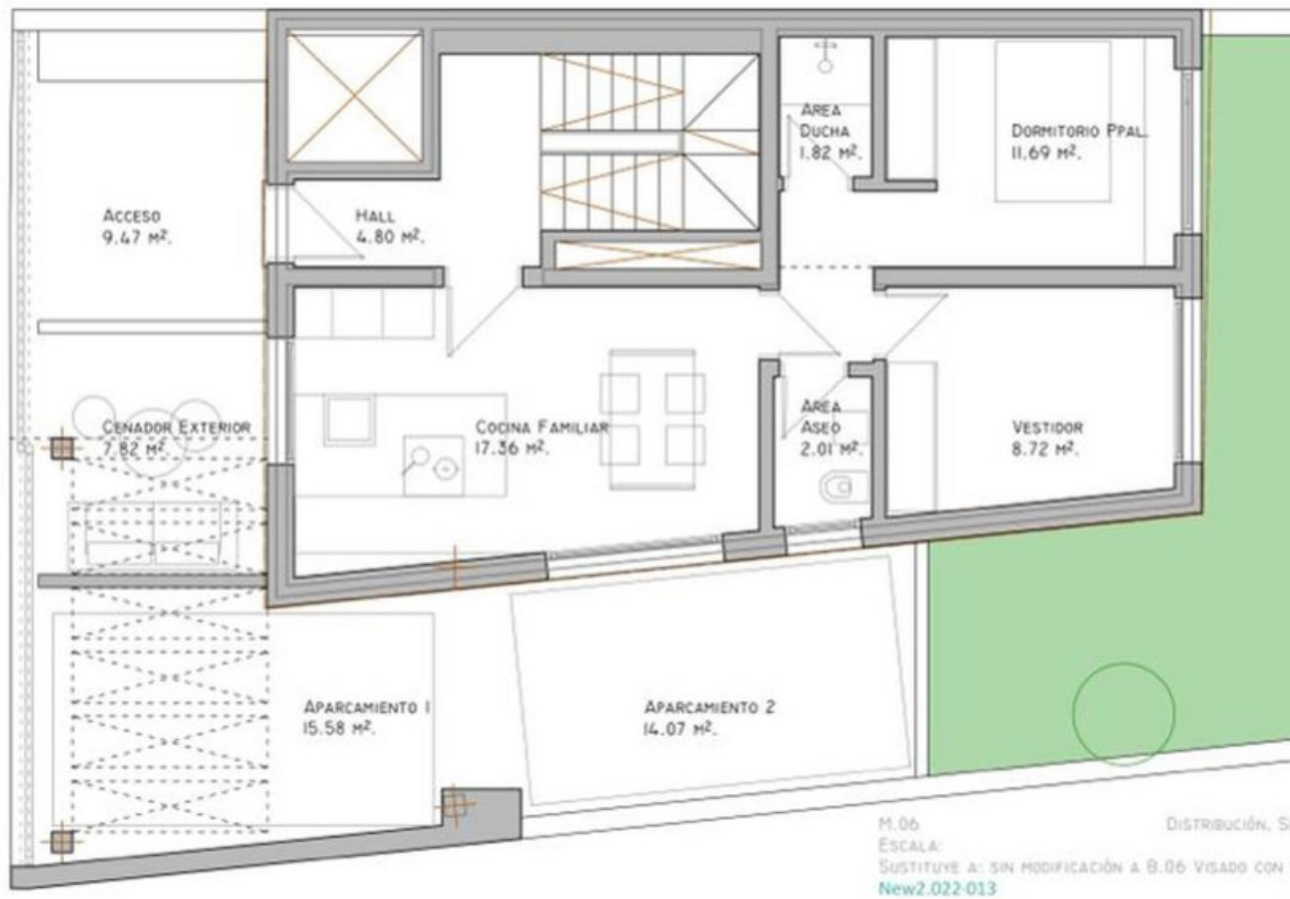 AREA
DUCHA
1.82 M².
DORMITORIO PPAL.
11.69 M².
ACCESO
9.47 M².
HALL
4.80 M².
CENADOR EXTERIOR
7.82 M².
COCINA FAMILIAR
17.36 M².
AREA
ASEO
2.01 M².
VESTIDOR
8.72 M².
APARCAMIENTO 1
15.58 M².
APARCAMIENTO 2
14.07 M².
M.06 DISTRIBUCIÓN, S
ESCALA:
SUSTITUYE A: SIN MODIFICACIÓN A B.06 VISADO CON
New2.022-013